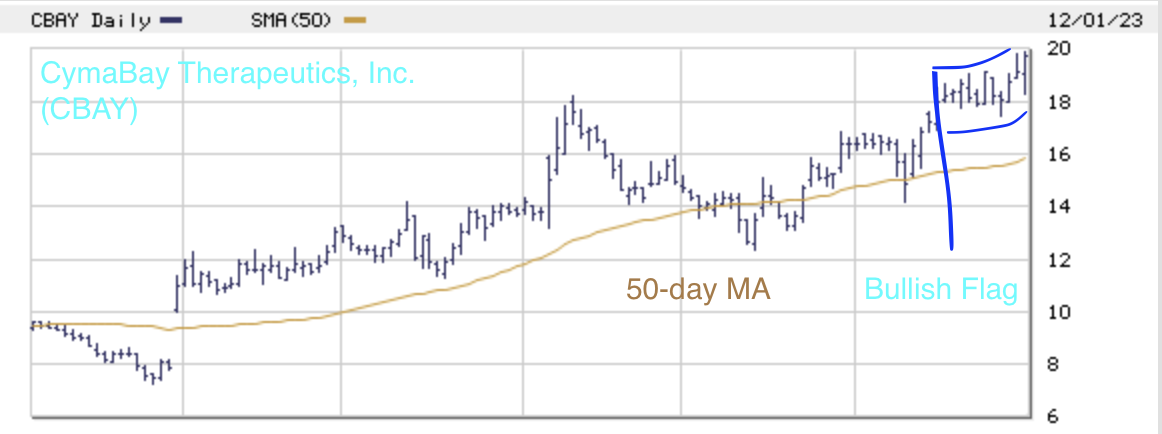 CBAY Daily SMA(50) 12/01/23
CymaBay Therapeutics, Inc.
(CBAY)
20
18
16
14
12
50-day MA Bullish Flag
10
8
6